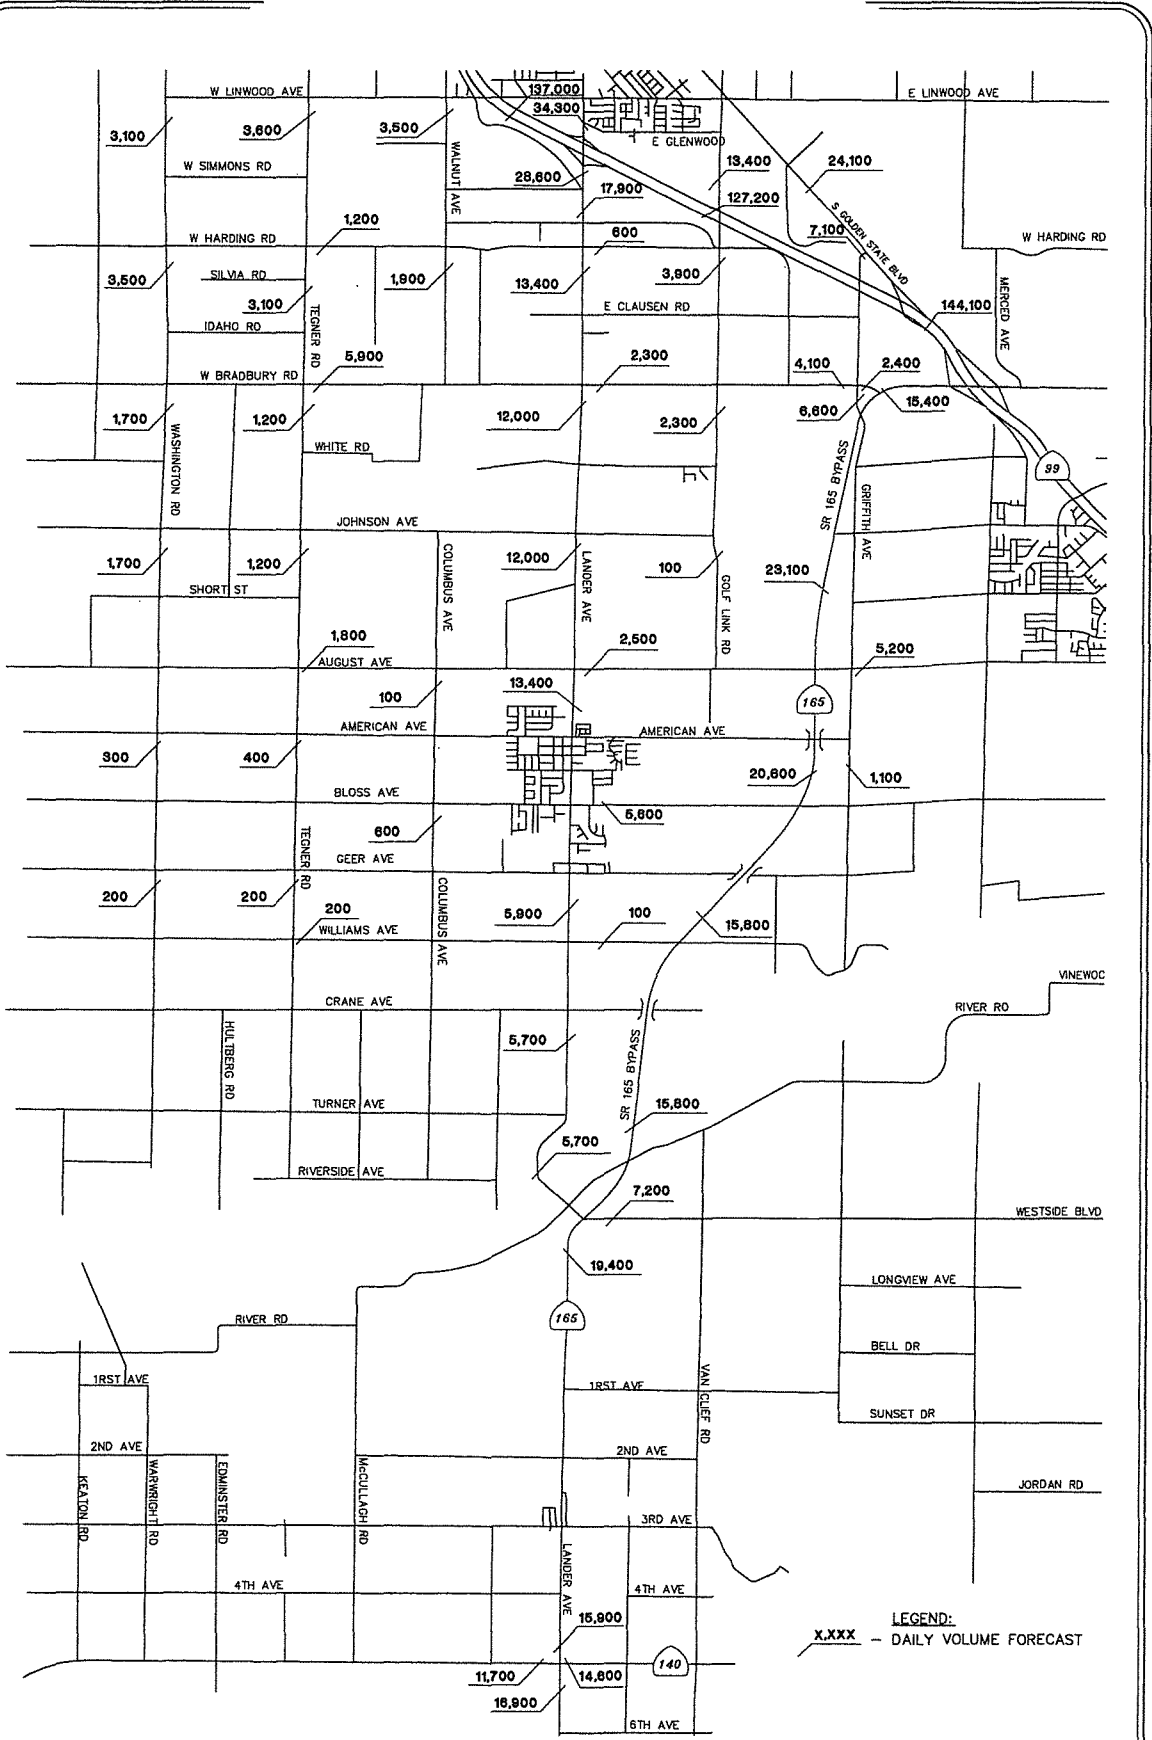 W LINWOOD AVE
137,000
E LINWOOD AVE
34,300
3,100
3,600
3,500
E GLENWOOD
W SIMMONS RD
WALNUT AVE
28,600
13,400
24,100
17,900
127,200
1,200
S GOLDEN STATE BLVD
W HARDING RD
600
7,100
W HARDING RD
3,500
SILVIA RD
1,900
13,400
3,900
MERCED AVE
3,100
E CLAUSEN RD
144,100
IDAHO RD
TEGNER RD
5,900
2,300
4,100
2,400
W BRADBURY RD
1,700
1,200
12,000
2,300
6,600
15,400
WASHINGTON RD
WHITE RD
SR 165 BYPASS
99
GRIFFITH AVE
JOHNSON AVE
1,700
1,200
COLUMBUS AVE
12,000
LANDER AVE
100
GOLF LINK RD
23,100
SHORT ST
1,800
AUGUST AVE
2,500
5,200
100
13,400
165
AMERICAN AVE
AMERICAN AVE
300
400
20,800
1,100
BLOSS AVE
5,600
600
TEGNER RD
GEER AVE
200
200
COLUMBUS AVE
200
5,900
100
15,800
WILLIAMS AVE
VINEWOC
CRANE AVE
RIVER RD
HULTBERG RD
5,700
SR 165 BYPASS
TURNER AVE
15,800
5,700
RIVERSIDE AVE
7,200
WESTSIDE BLVD
19,400
LONGVIEW AVE
165
RIVER RD
BELL DR
1RST AVE
1RST AVE
VAN CLIEF RD
SUNSET DR
2ND AVE
2ND AVE
KEATON RD
WARWRIGHT RD
EDMINSTER RD
McCULLAGH RD
JORDAN RD
3RD AVE
LANDER AVE
4TH AVE
4TH AVE
15,900
LEGEND:
X,XXX – DAILY VOLUME FORECAST
11,700
14,600
140
16,900
6TH AVE